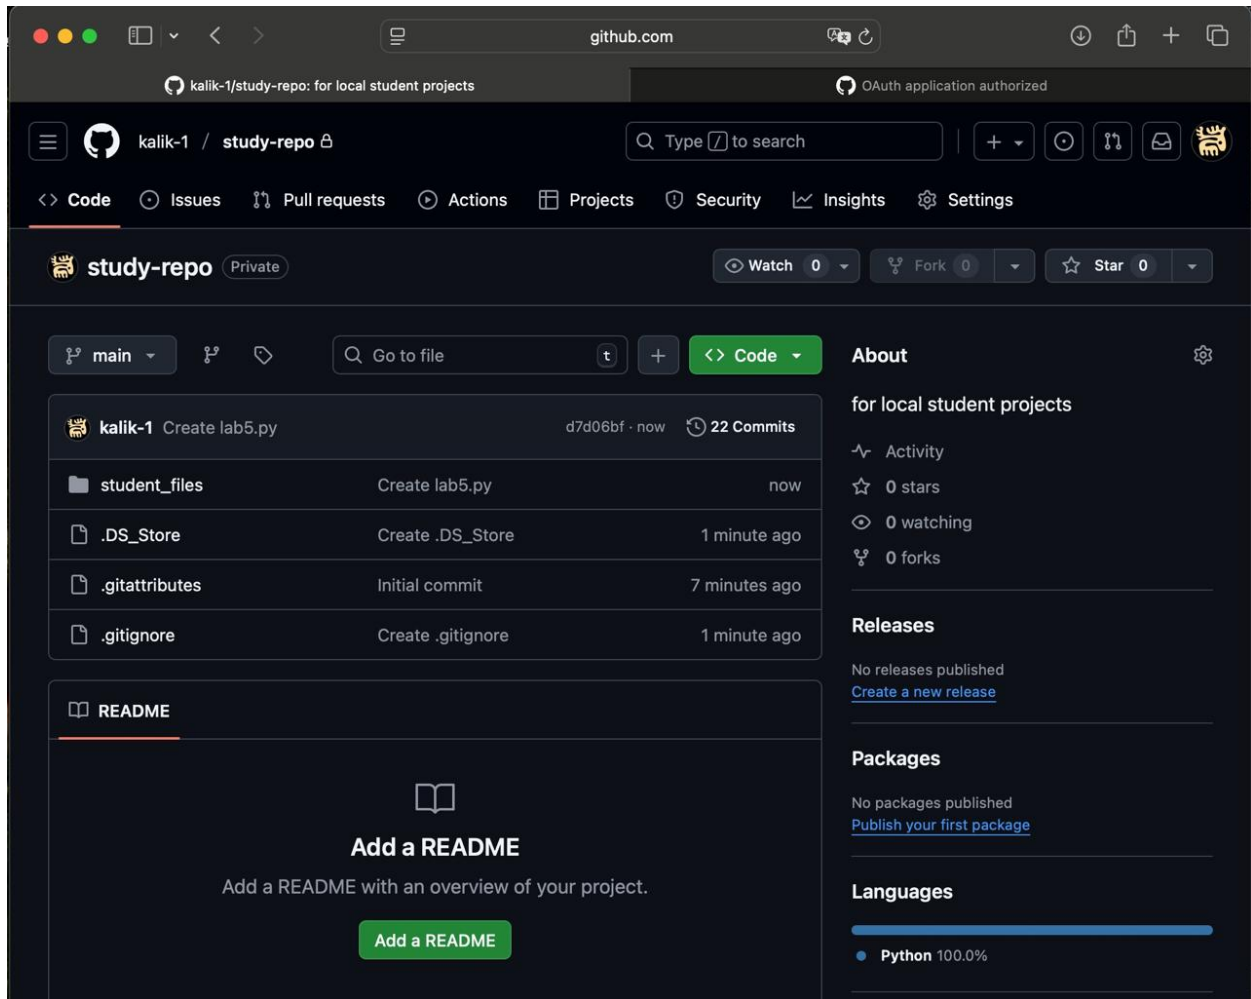 github.com
kalik-1/study-repo: for local student projects
OAuth application authorized
kalik-1 / study-repo
Type / to search
Code Issues Pull requests Actions Projects Security Insights Settings
study-repo Private
Watch 0 Fork 0 Star 0
main
Go to file t
Code
kalik-1 Create lab5.py d7d06bf · now 22 Commits
student_files Create lab5.py now
.DS_Store Create .DS_Store 1 minute ago
.gitattributes Initial commit 7 minutes ago
.gitignore Create .gitignore 1 minute ago
README
Add a README
Add a README with an overview of your project.
Add a README
About
for local student projects
Activity
0 stars
0 watching
0 forks
Releases
No releases published
Create a new release
Packages
No packages published
Publish your first package
Languages
Python 100.0%